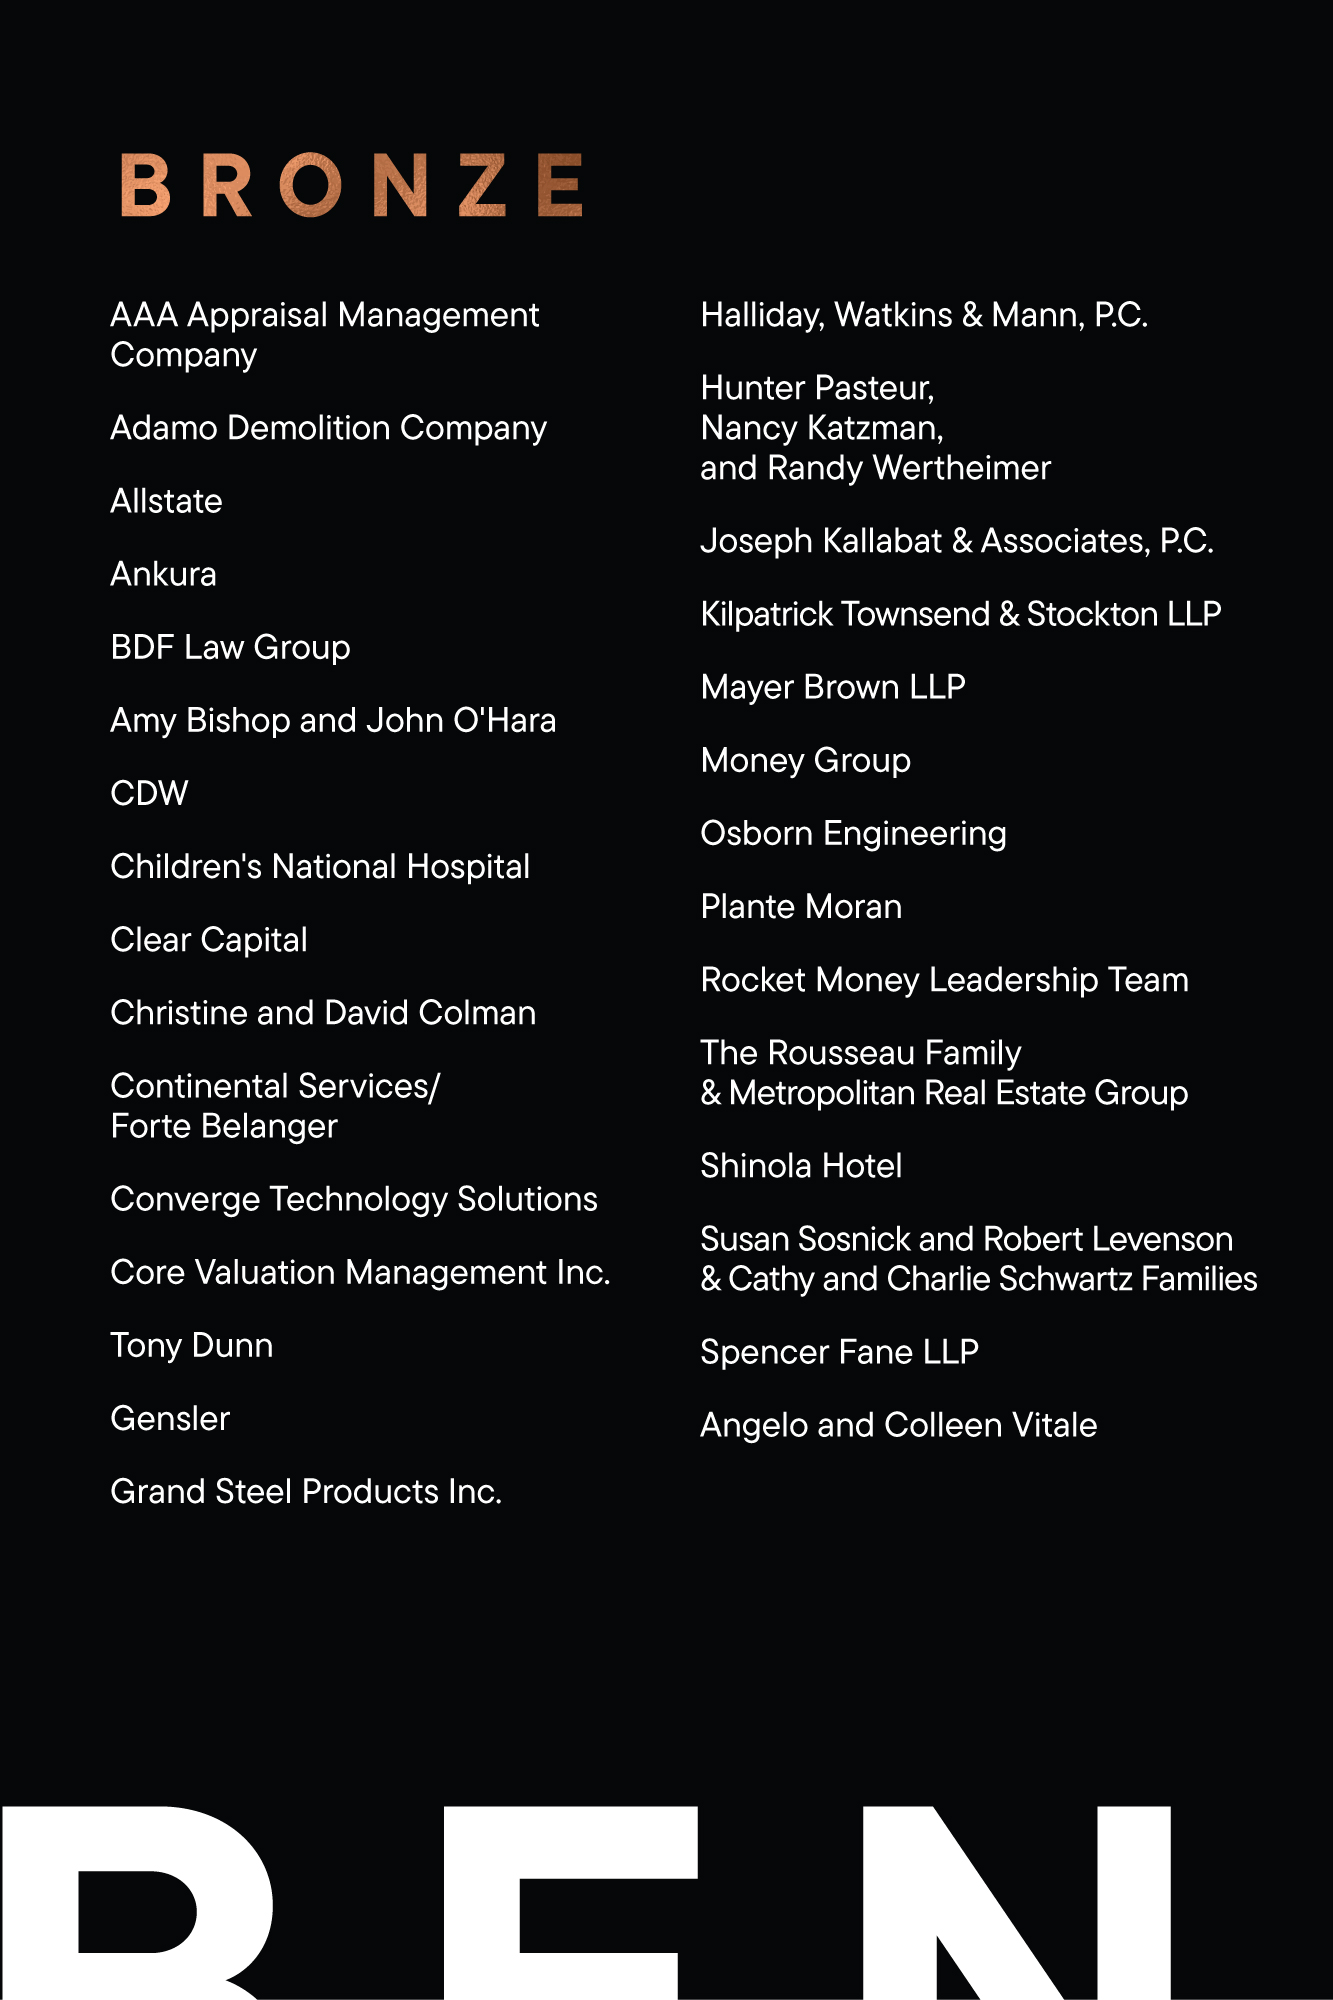 BRONZE
AAA Appraisal Management
Company
Adamo Demolition Company
Allstate
Ankura
BDF Law Group
Amy Bishop and John O'Hara
CDW
Children's National Hospital
Clear Capital
Christine and David Colman
Continental Services/
Forte Belanger
Converge Technology Solutions
Core Valuation Management Inc.
Tony Dunn
Gensler
Grand Steel Products Inc.
Halliday, Watkins & Mann, P.C.
Hunter Pasteur,
Nancy Katzman,
and Randy Wertheimer
Joseph Kallabat & Associates, P.C.
Kilpatrick Townsend & Stockton LLP
Mayer Brown LLP
Money Group
Osborn Engineering
Plante Moran
Rocket Money Leadership Team
The Rousseau Family
& Metropolitan Real Estate Group
Shinola Hotel
Susan Sosnick and Robert Levenson
& Cathy and Charlie Schwartz Families
Spencer Fane LLP
Angelo and Colleen Vitale
BEN